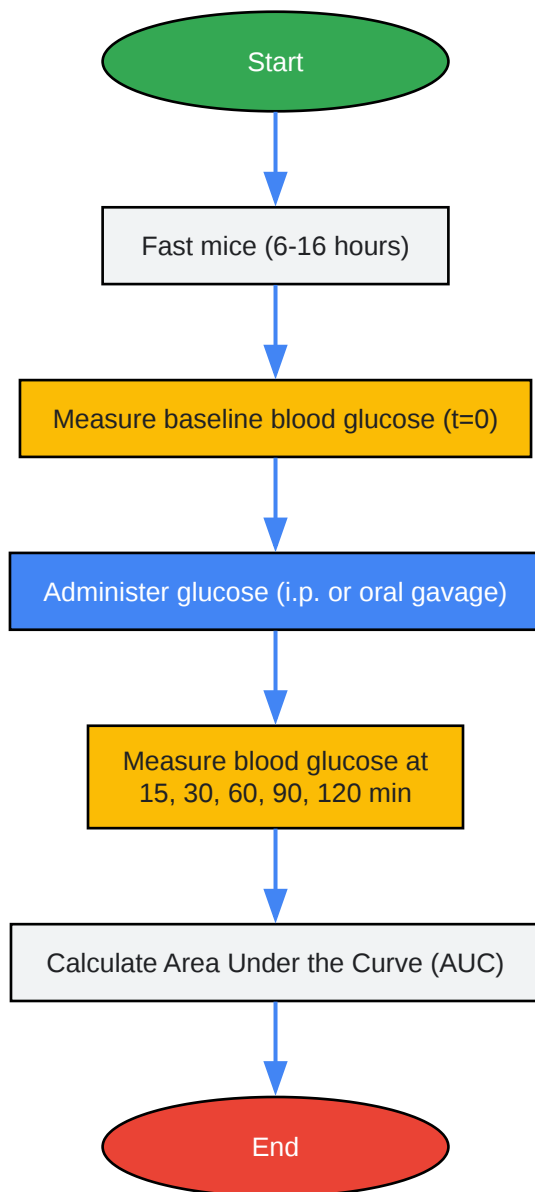 Start
Fast mice (6-16 hours)
Measure baseline blood glucose (t=0)
Administer glucose (i.p. or oral gavage)
Measure blood glucose at
15, 30, 60, 90, 120 min
Calculate Area Under the Curve (AUC)
End